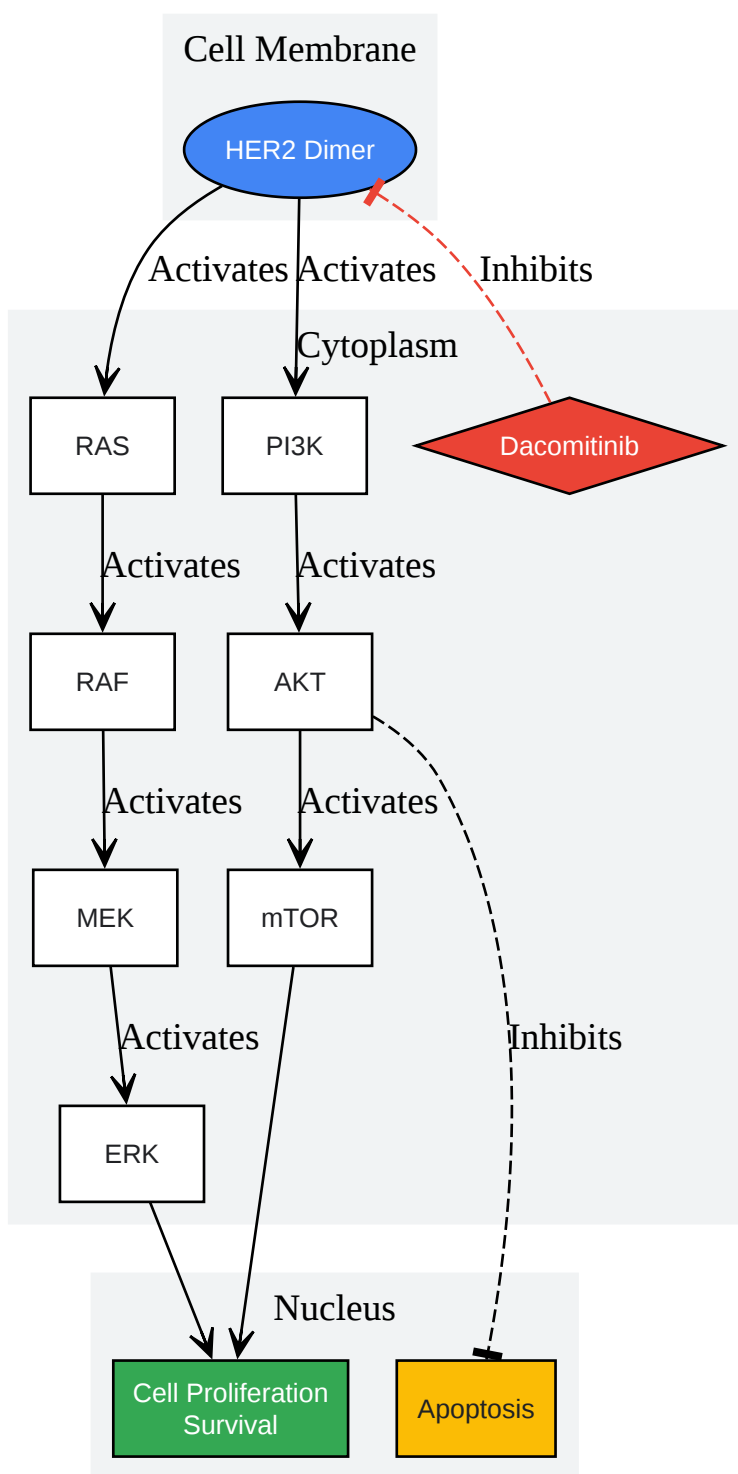 Cell Membrane
HER2 Dimer
Activates
Activates
Inhibits
Cytoplasm
RAS
PI3K
Dacomitinib
Activates
Activates
RAF
AKT
Activates
Activates
MEK
mTOR
Activates
Inhibits
ERK
Nucleus
Cell Proliferation
Survival
Apoptosis